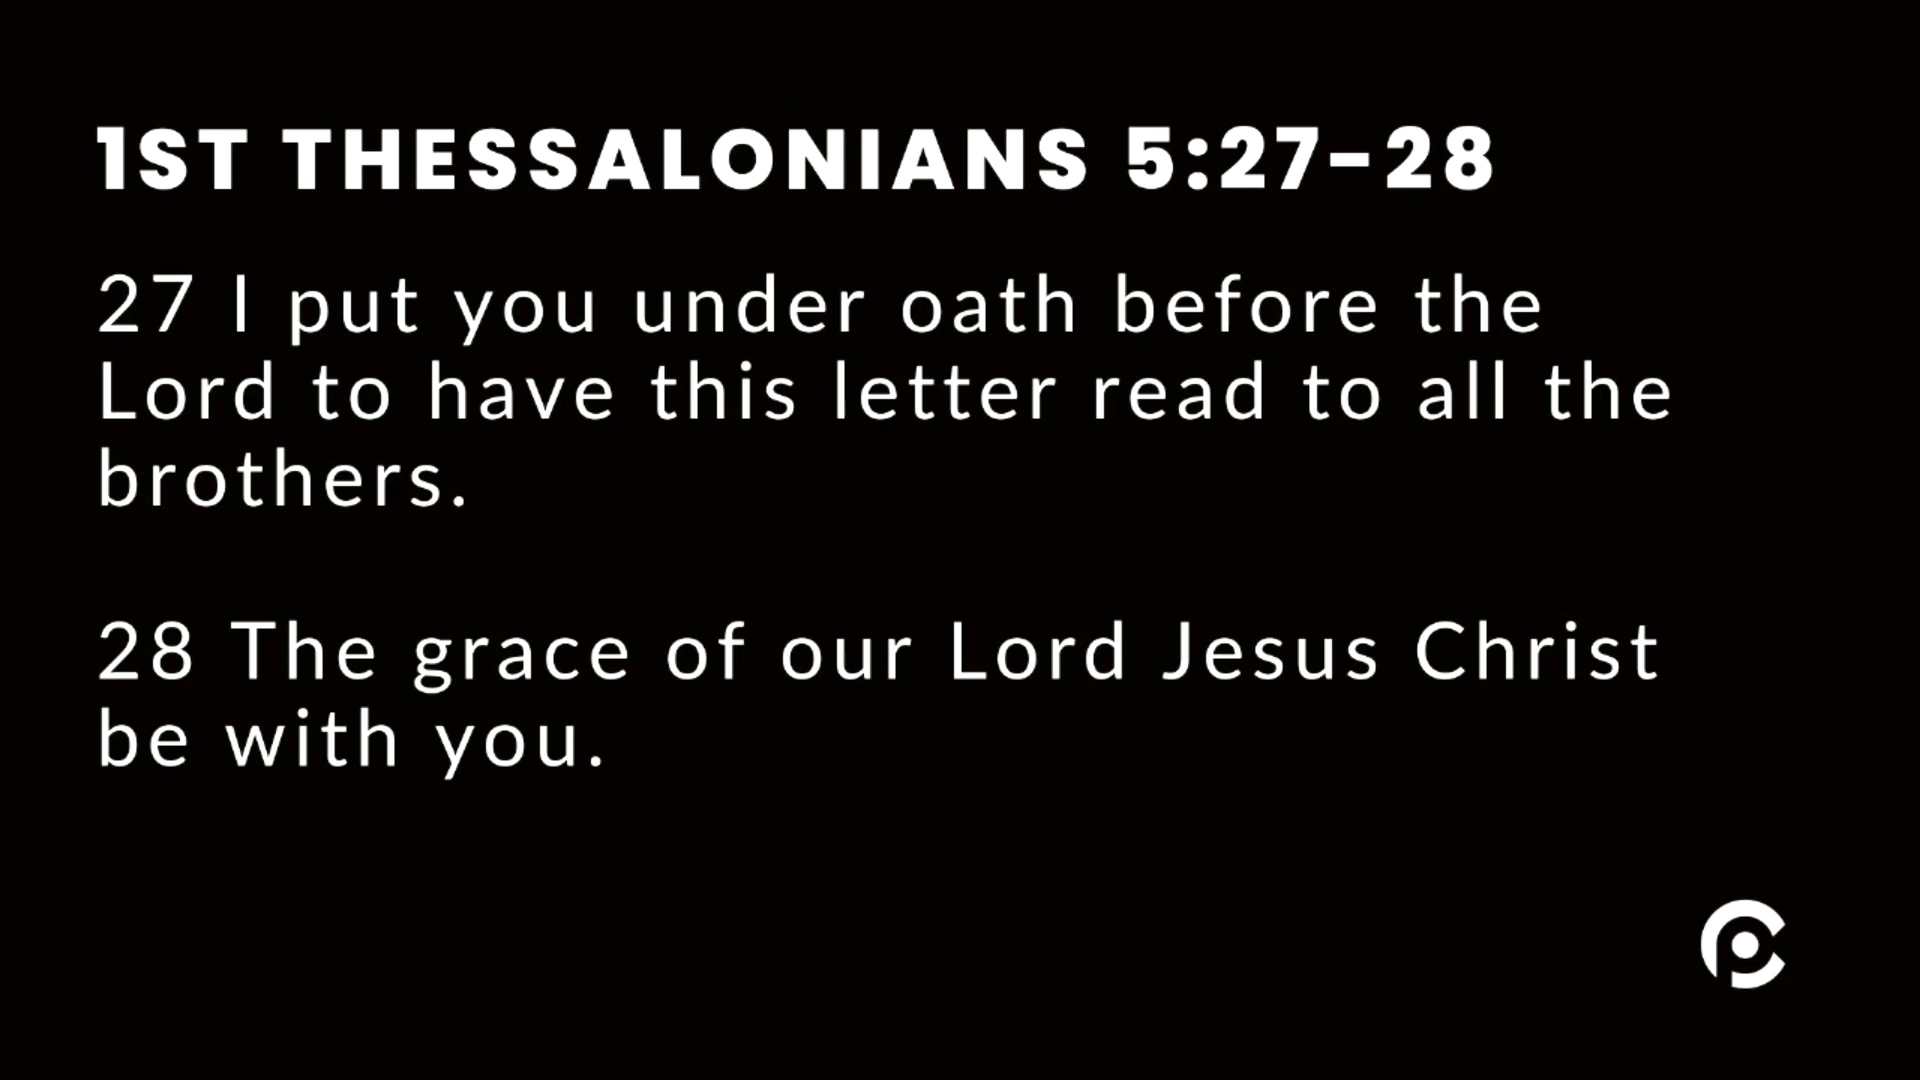 1ST THESSALONIANS 5:27-28
27 I put you under oath before the
Lord to have this letter read to all the
brothers.
28 The grace of our Lord Jesus Christ
be with you.